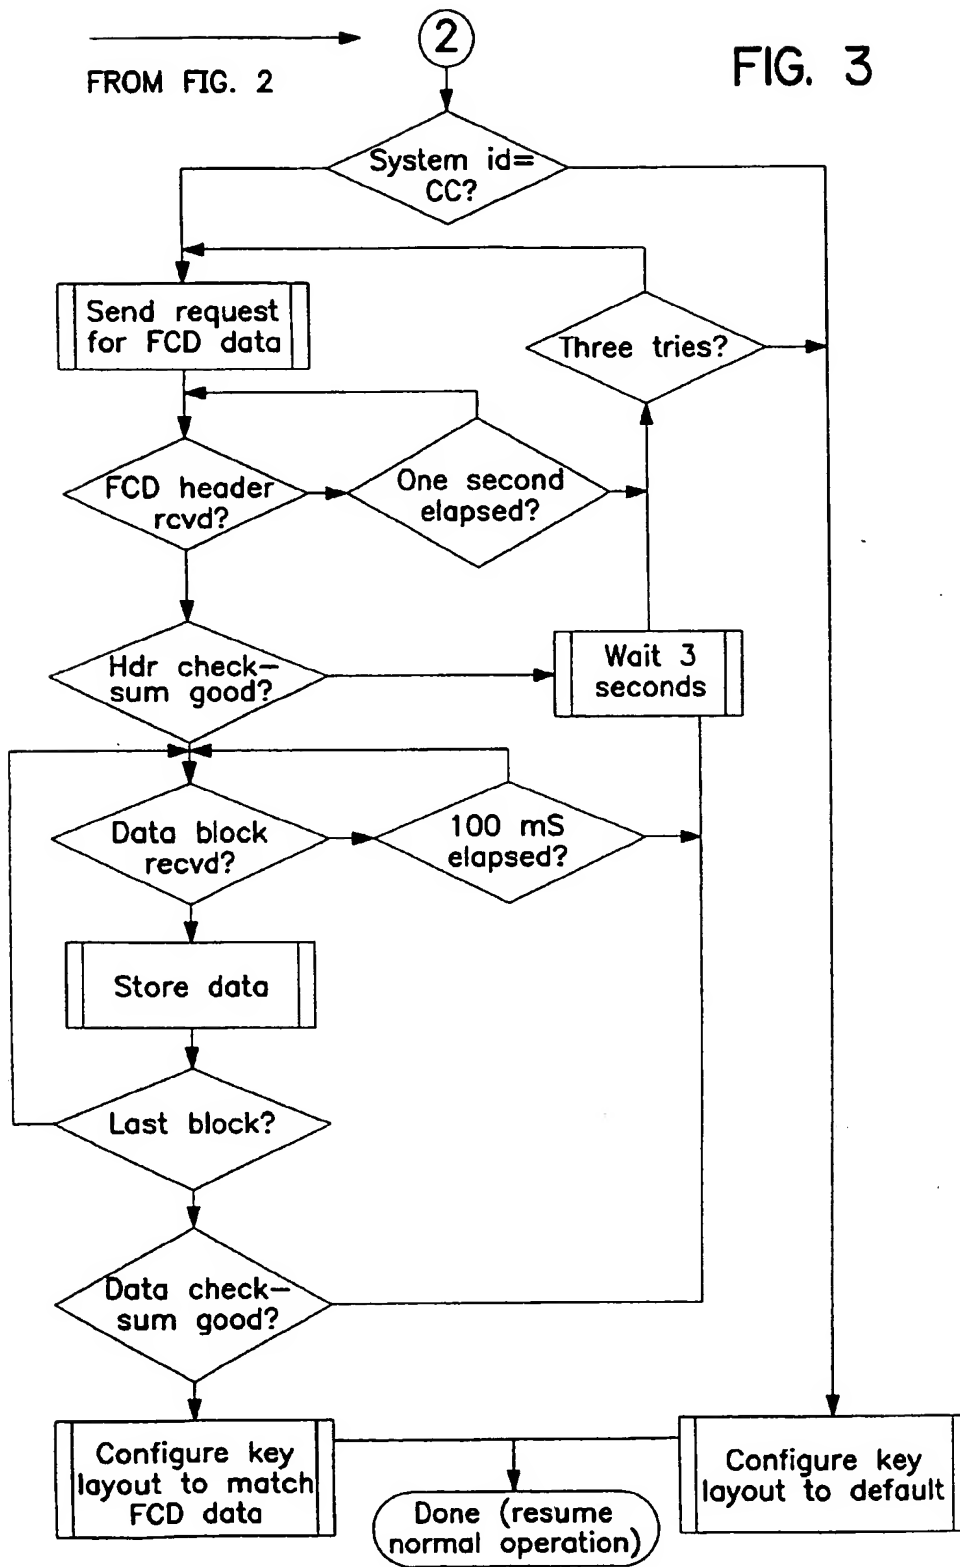 2
FROM FIG. 2
FIG. 3
System id=
CC?
Send request
for FCD data
Three tries?
FCD header
rcvd?
One second
elapsed?
Hdr check-
sum good?
Wait 3
seconds
Data block
recvd?
100 mS
elapsed?
Store data
Last block?
Data check-
sum good?
Configure key
layout to match
FCD data
Configure key
layout to default
Done (resume
normal operation)